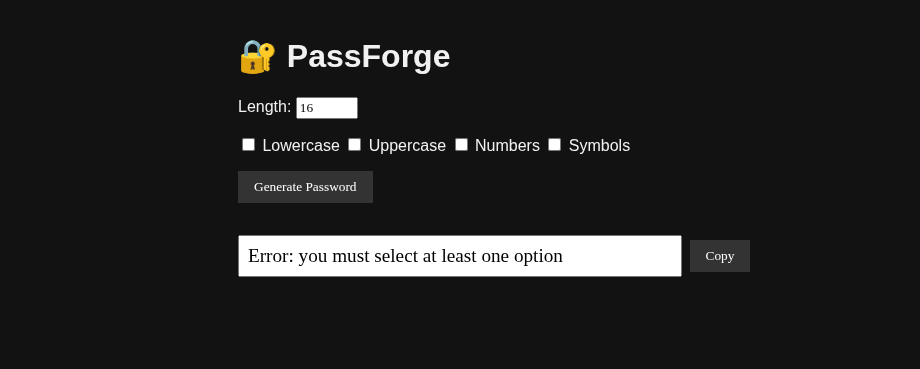 🔐 PassForge
Length: 16
Lowercase Uppercase Numbers Symbols
Generate Password
Error: you must select at least one option Copy